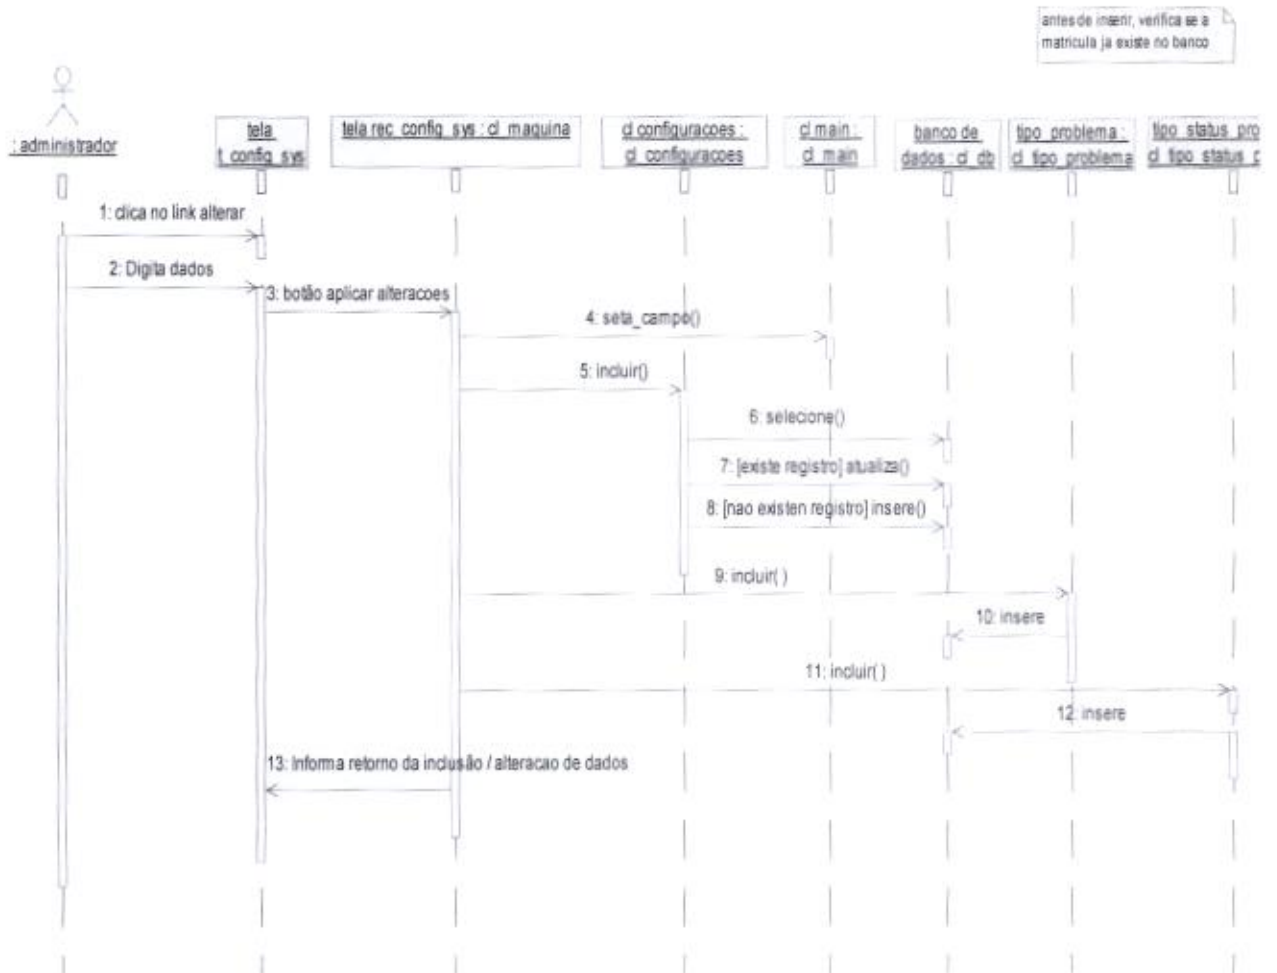 antes de inserir, verifica se a
matricula ja existe no banco
: administrador
tela
t_config_sys
tela rec_config_sys : cl_maquina
cl configuracoes :
cl_configuracoes
cl main :
cl_main
banco de
dados : cl_db
tipo_problema :
cl_tipo_problema
tipo_status_pro
cl_tipo_status_p
1: clica no link alterar
2: Digita dados
3: botão aplicar alteracoes
4: seta_campo()
5: incluir()
6: selecione()
7: [existe registro] atualiza()
8: [nao existen registro] insere()
9: incluir( )
10: insere
11: incluir( )
12: insere
13: Informa retorno da inclusão / alteracao de dados